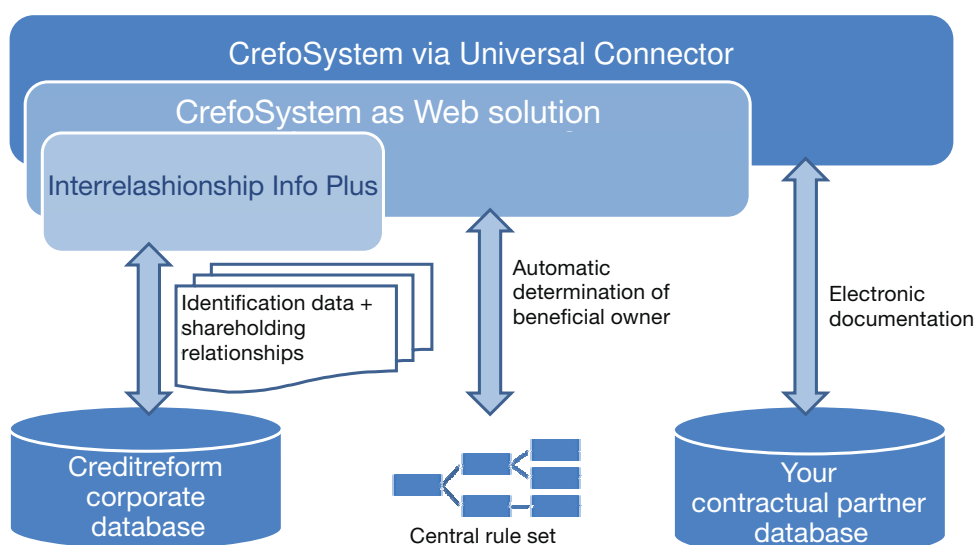 CrefoSystem via Universal Connector
CrefoSystem as Web solution
Interrelashionship Info Plus
Identification data +
shareholding
relationships
Automatic
determination of
beneficial owner
Electronic
documentation
Creditreform
corporate
database
Central rule set
Your
contractual partner
database